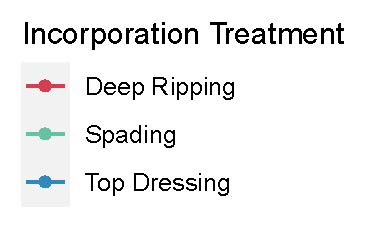 Incorporation Treatment
Deep Ripping
Spading
Top Dressing